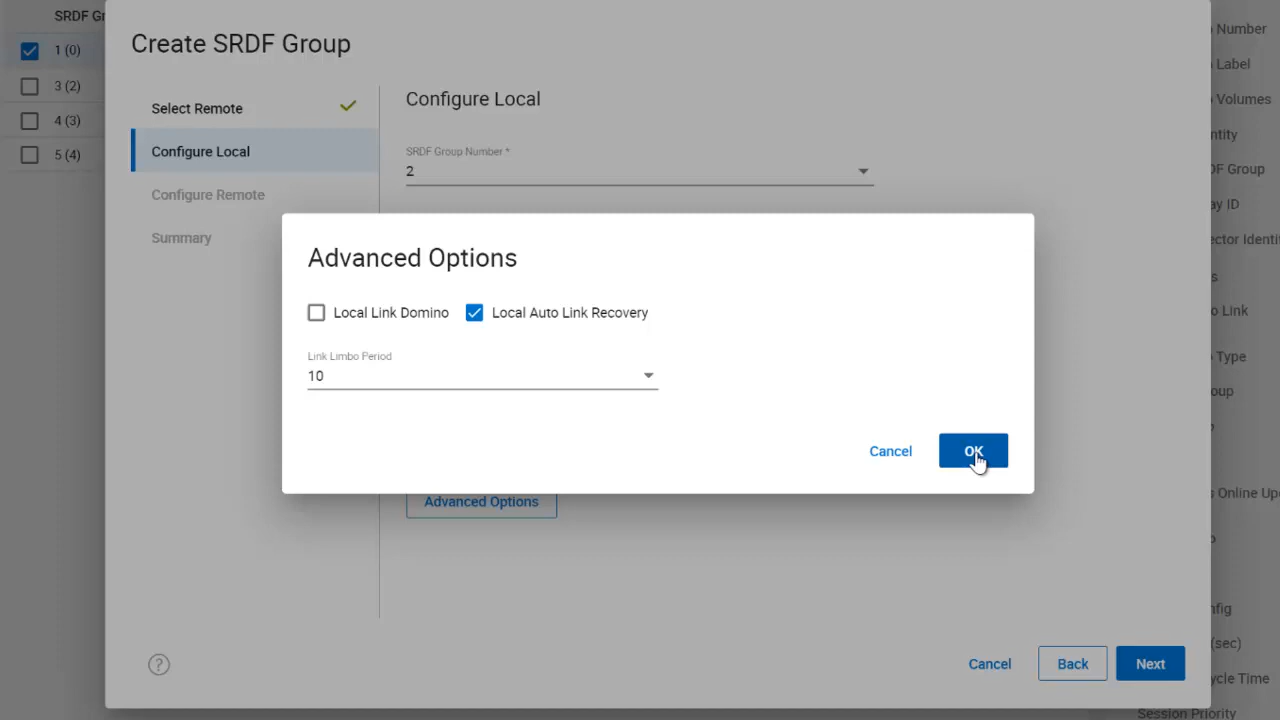 SRDF Gr
1 (0)
3 (2)
4 (3)
5 (4)
Create SRDF Group
Select Remote
Configure Local
Configure Remote
Summary
Configure Local
SRDF Group Number *
2
Advanced Options
Local Link Domino
Local Auto Link Recovery
Link Limbo Period
10
Cancel
OK
Advanced Options
?
Cancel
Back
Next
Number
Label
Volumes
ntity
DF Group
ay ID
ector Identi
s
o Link
Type
oup
s Online Up
nfig
(sec)
ycle Time
Session Priority